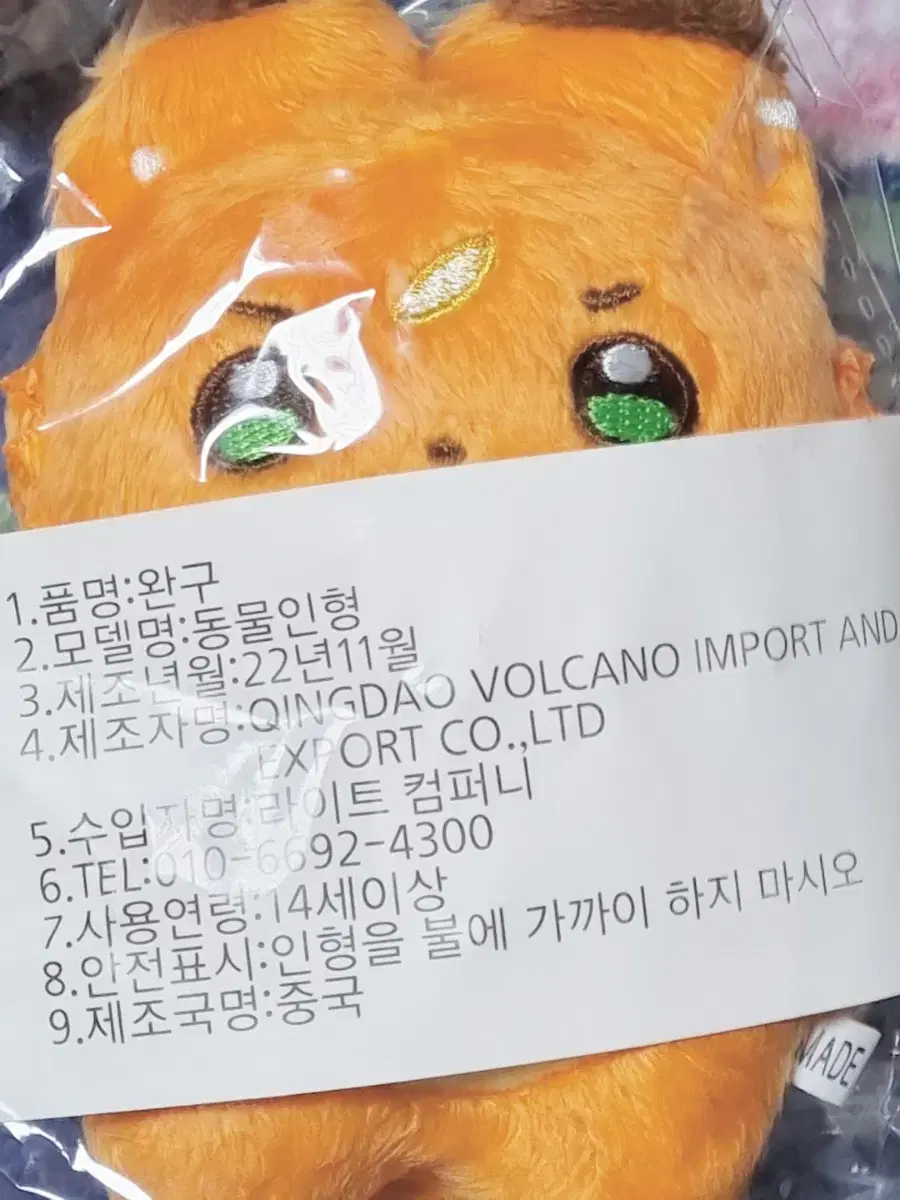 1.품명:완구
2.모델명:동물인형
3.제조년월:22년11월
4.제조자명:QINGDAO VOLCANO IMPORT AND
EXPORT CO.,LTD
5.수입자명:라이트 컴퍼니
6.TEL:010-6692-4300
7.사용연령:14세이상
8.안전표시:인형을 불에 가까이 하지 마시오
9.제조국명:중국
MADE